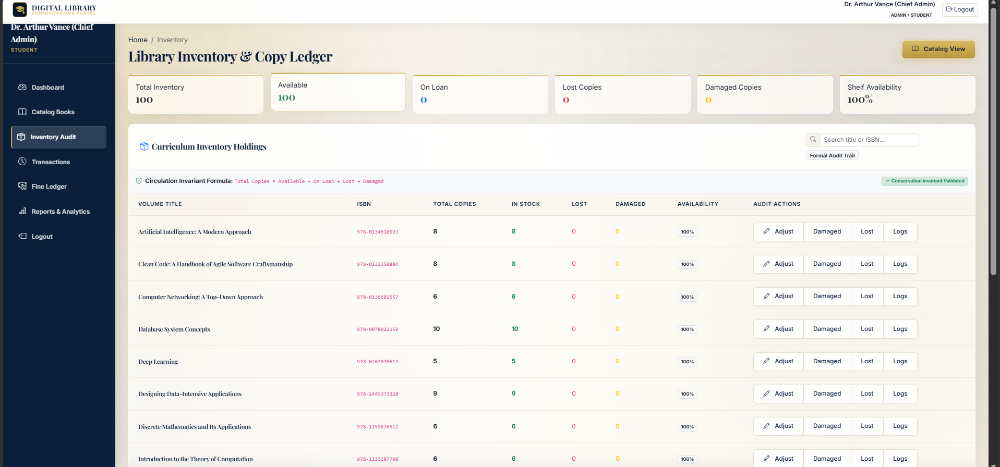 DIGITAL LIBRARY
ADMINISTRATION PORTAL
Dr. Arthur Vance (Chief Admin)
ADMIN • STUDENT
Logout
Dr. Arthur Vance (Chief
Admin)
STUDENT
Dashboard
Catalog Books
Inventory Audit
Transactions
Fine Ledger
Reports & Analytics
Logout
Home / Inventory
Library Inventory & Copy Ledger
Catalog View
Total Inventory
100
Available
100
On Loan
0
Lost Copies
0
Damaged Copies
0
Shelf Availability
100%
Curriculum Inventory Holdings
Search title or ISBN...
Formal Audit Trail
Circulation Invariant Formula: Total Copies = Available + On Loan + Lost + Damaged
Conservation Invariant Validated
VOLUME TITLE ISBN TOTAL COPIES IN STOCK LOST DAMAGED AVAILABILITY AUDIT ACTIONS
Artificial Intelligence: A Modern Approach 978-0134610993 8 8 0 0 100% Adjust Damaged Lost Logs
Clean Code: A Handbook of Agile Software Craftsmanship 978-0132350884 8 8 0 0 100% Adjust Damaged Lost Logs
Computer Networking: A Top-Down Approach 978-0136681557 6 6 0 0 100% Adjust Damaged Lost Logs
Database System Concepts 978-0078022159 10 10 0 0 100% Adjust Damaged Lost Logs
Deep Learning 978-0262035613 5 5 0 0 100% Adjust Damaged Lost Logs
Designing Data-Intensive Applications 978-1449373320 9 9 0 0 100% Adjust Damaged Lost Logs
Discrete Mathematics and Its Applications 978-1259676512 6 6 0 0 100% Adjust Damaged Lost Logs
Introduction to the Theory of Computation 978-1133187790 6 6 0 0 100% Adjust Damaged Lost Logs